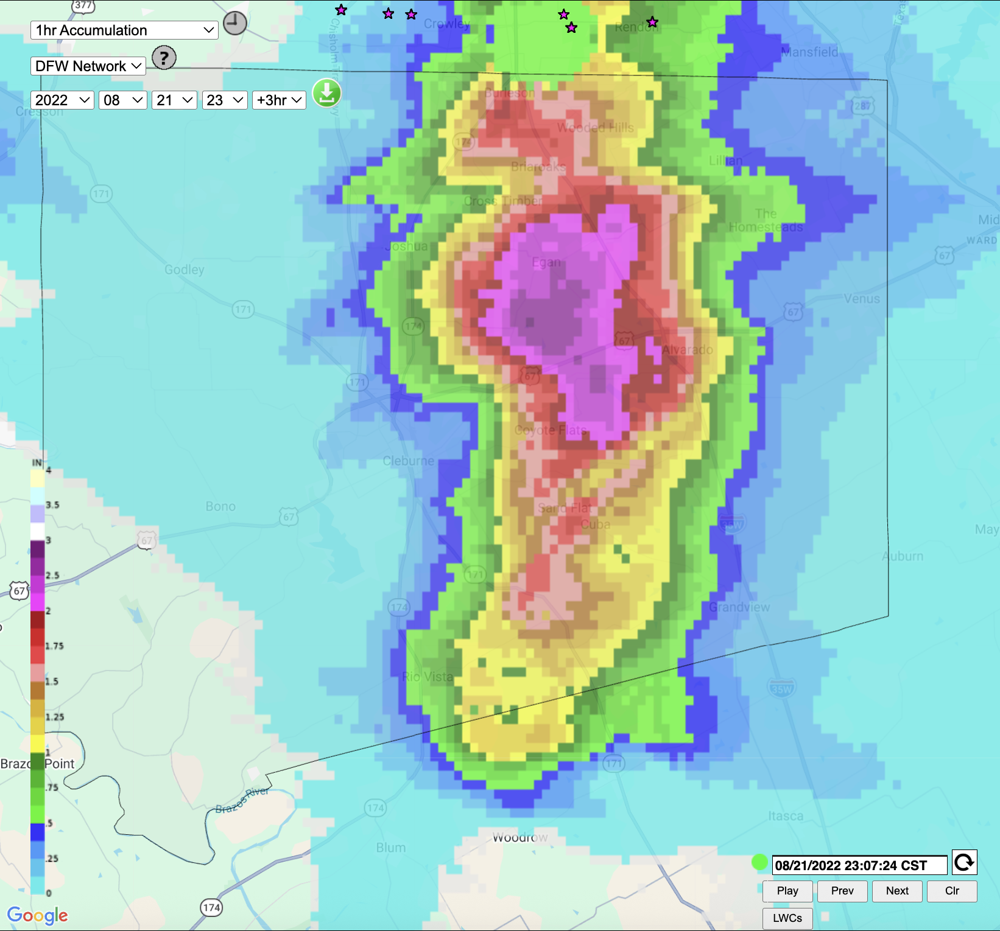 377
Crowley
Rendon
1hr Accumulation
Mansfield
DFW Network
?
Burleson
2022
08
21
23
+3hr
287
Cresson
Wooded Hills
174
Lillian
Briaroaks
171
Cross Timber
The
Homesteads
Mid
WARD
Joshua
67
Egan
Godley
Venus
171
67
174
67
Alvarado
67
171
Coyote Flats
Cleburne
IN
4
3.5
Bono
67
Sand Flat
Cuba
35W
May
67
3
Auburn
2.5
171
67
174
Grandview
2
1.75
Rio Vista
1.5
35W
1.25
1
Brazos Point
171
.75
Brazos River
174
Itasca
.5
Woodrow
Blum
.25
08/21/2022 23:07:24 CST
0
Play
Prev
Next
Clr
174
Google
LWCs